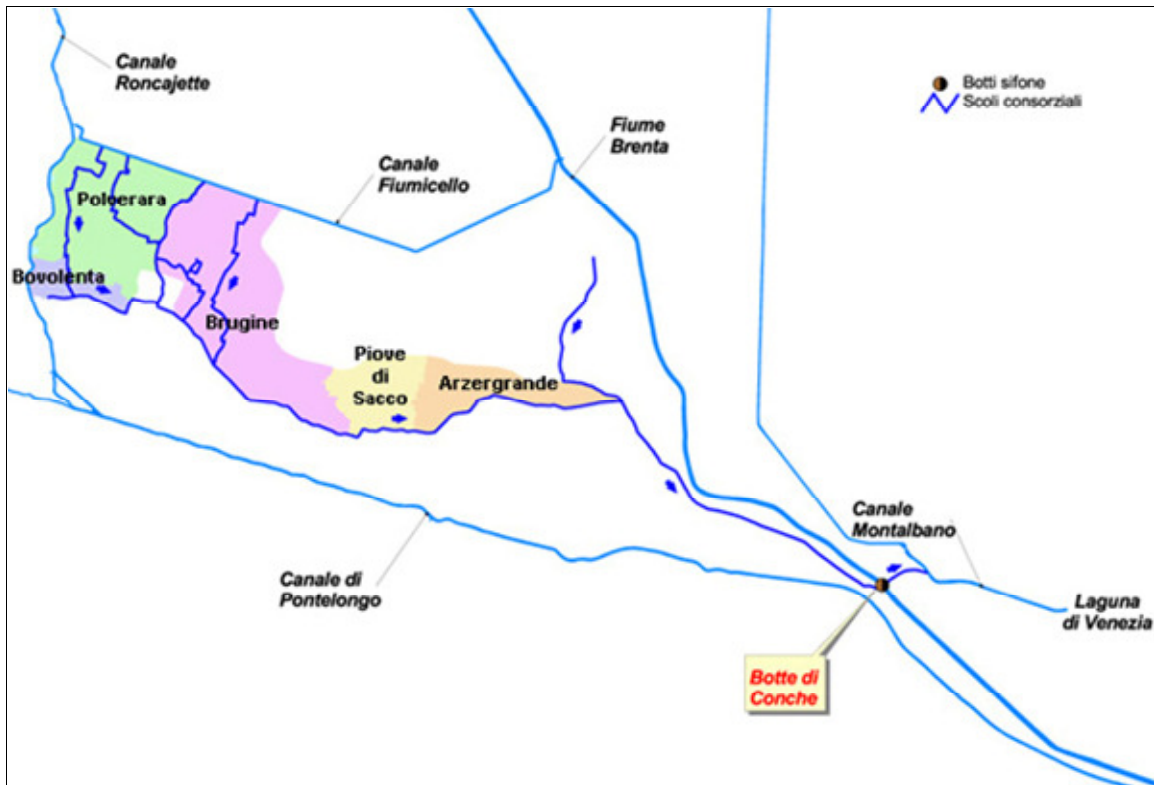 Canale
Roncajette
Botti sifone
Scoli consorziali
Fiume
Brenta
Canale
Fiumicello
Polverara
Bovolenta
Brugine
Piove
di
Sacco
Arzergrande
Canale
Montalbano
Canale di
Pontelongo
Laguna
di Venezia
Botte di
Conche